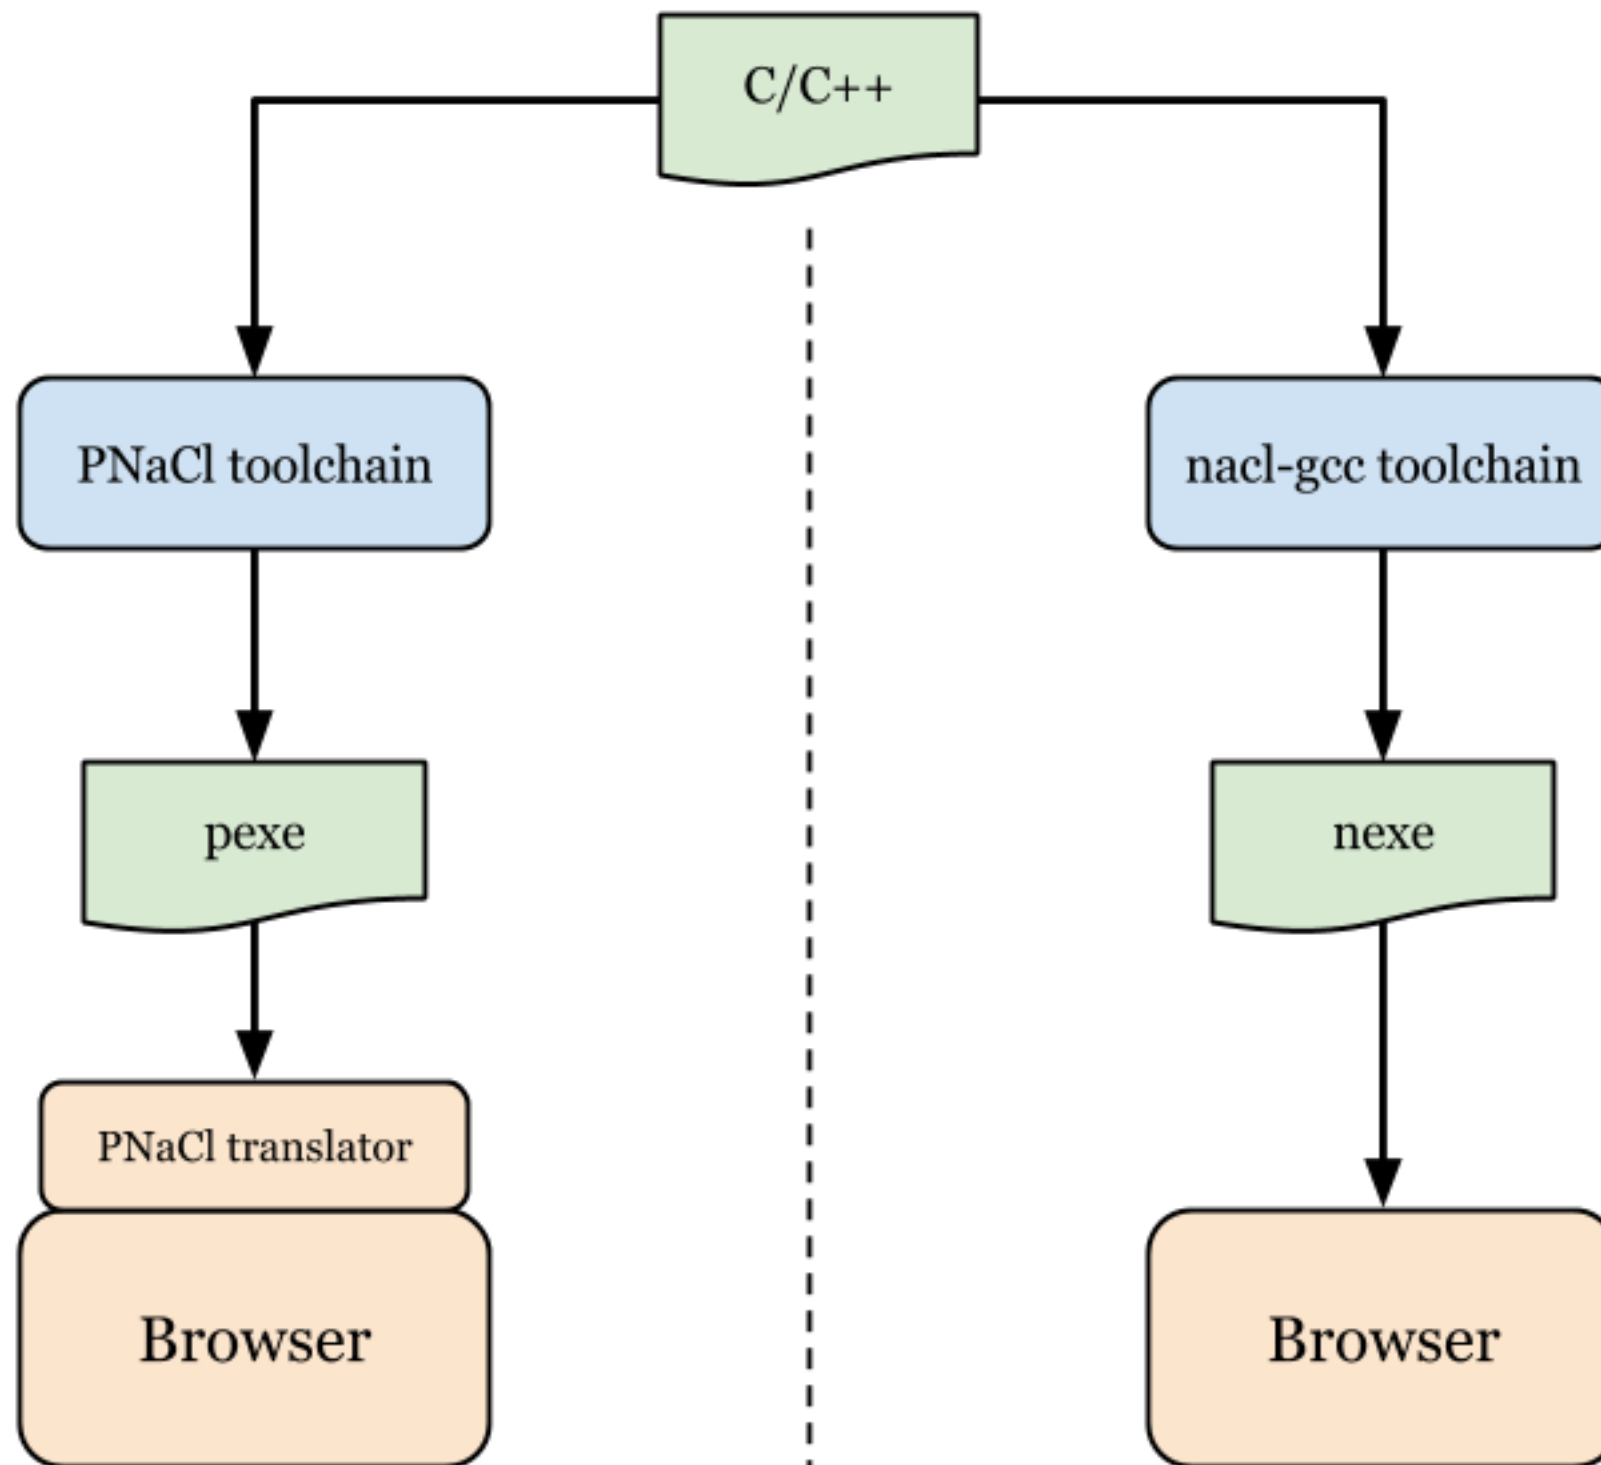 C/C++
PNaCl toolchain
nacl-gcc toolchain
pexe
nexe
PNaCl translator
Browser
Browser